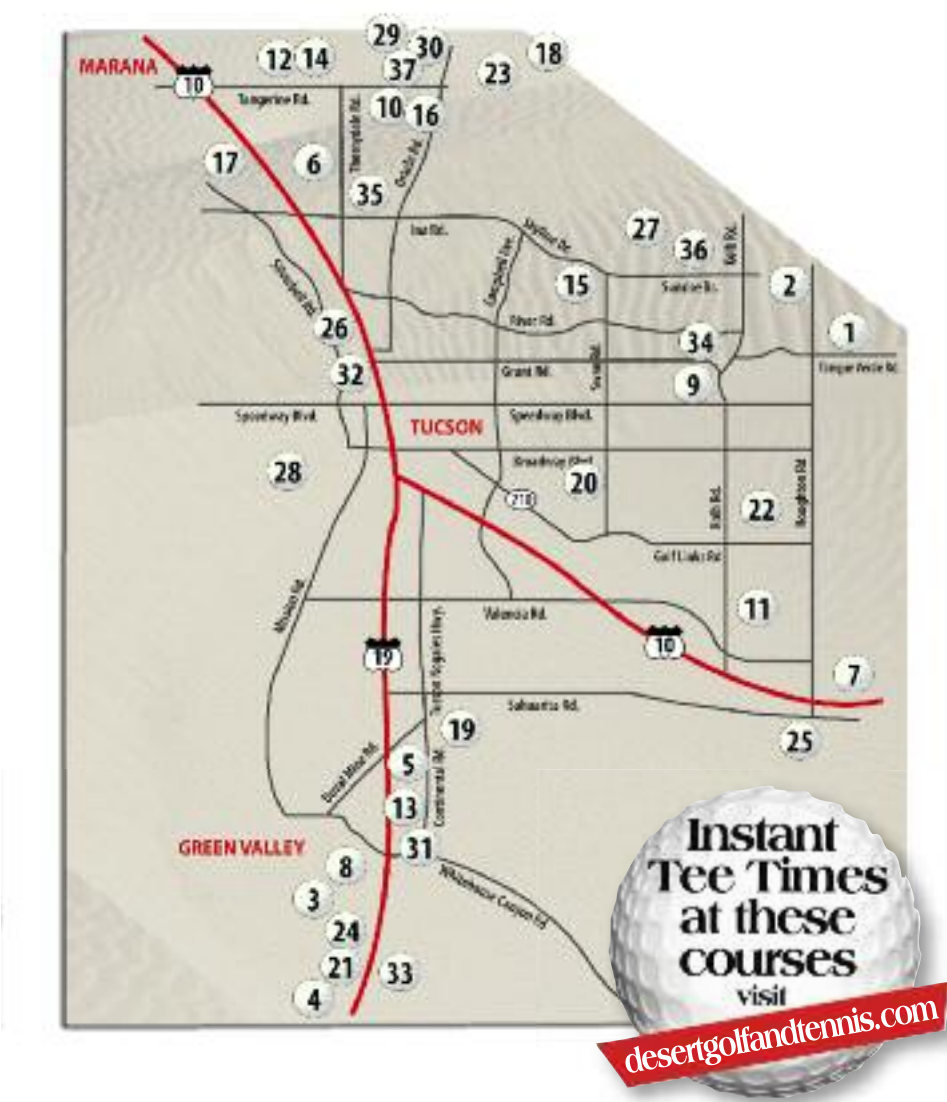 29
30
18
12 14
37
23
MARANA
10
Tangerine Rd.
10
16
Thornydale Rd.
17
6
Oracle Rd.
35
Ina Rd.
Skyline Dr.
27
36
Kolb Rd.
Campbell Ave.
15
Sunrise Dr.
2
Silverbell Rd.
River Rd.
26
34
1
Grant Rd.
Swan Rd.
Tanque Verde Rd.
32
9
Speedway Blvd.
Speedway Blvd.
TUCSON
Broadway Blvd.
28
20
210
22
Kolb Rd.
Houghton Rd
Golf Links Rd
Mission Rd.
11
Valencia Rd.
10
19
Tucson Nogales Hwy.
7
Sahuarita Rd.
19
25
Duval Mine Rd.
5
Continental Rd.
13
GREEN VALLEY
31
8
Whitehouse Canyon Rd.
3
24
21
33
4
Instant
Tee Times
at these
courses
visit
desertgolfandtennis.com